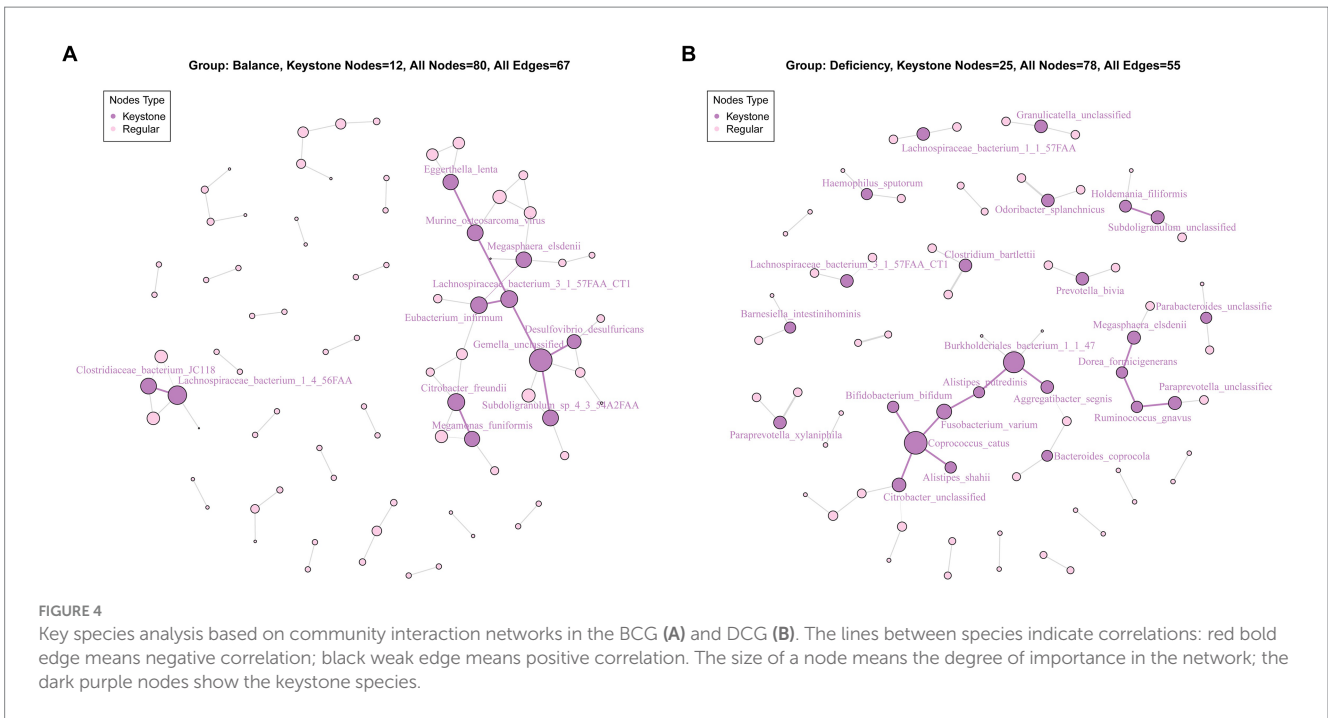 A
Group: Balance, Keystone Nodes=12, All Nodes=80, All Edges=67
Nodes Type
Keystone
Regular
Eggerthella_lenta
Murine_osteosarcoma_virus
Megasphaera_elsdenii
Lachnospiraceae_bacterium_3_1_57FAA_CT1
Eubacterium_infirmum
Desulfovibrio_desulfuricans
Gemella_unclassified
Clostridiaceae_bacterium_JC118
Lachnospiraceae_bacterium_1_4_56FAA
Citrobacter_freundii
Subdoligranulum_sp_4_3_54A2FAA
Megamonas_funiformis
B
Group: Deficiency, Keystone Nodes=25, All Nodes=78, All Edges=55
Nodes Type
Keystone
Regular
Granulicatella_unclassified
Lachnospiraceae_bacterium_1_1_57FAA
Haemophilus_sputorum
Holdemania_filiformis
Odoribacter_splanchnicus
Subdoligranulum_unclassified
Clostridium_bartlettii
Lachnospiraceae_bacterium_3_1_57FAA_CT1
Prevotella_bivia
Parabacteroides_unclassifie
Barnesiella_intestinihominis
Megasphaera_elsdenii
Burkholderiales_bacterium_1_1_47
Dorea_formicigenerans
Alistipes_putredinis
Paraprevotella_unclassified
Bifidobacterium_bifidum
Aggregatibacter_segnis
Fusobacterium_varium
Ruminococcus_gnavus
Paraprevotella_xylaniphila
Coprococcus_catus
Bacteroides_coprocola
Alistipes_shahii
Citrobacter_unclassified
FIGURE 4
Key species analysis based on community interaction networks in the BCG (A) and DCG (B). The lines between species indicate correlations: red bold
edge means negative correlation; black weak edge means positive correlation. The size of a node means the degree of importance in the network; the
dark purple nodes show the keystone species.